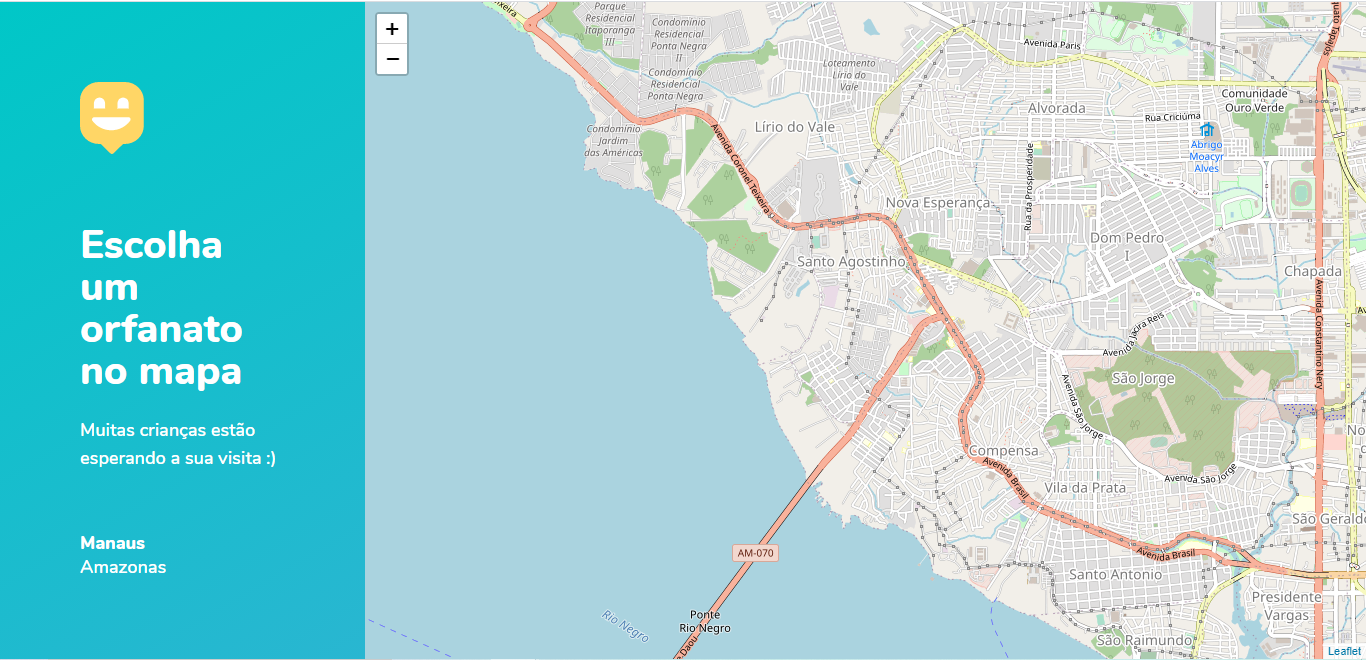 Escolha
um
orfanato
no mapa
Muitas crianças estão
esperando a sua visita :)
Manaus
Amazonas
+
−
Teixeira
Parque
Residencial
Itaporanga
III
Condomínio
Residencial
Ponta Negra
II
Condomínio
Residencial
Ponta Negra
I
Condomínio
Jardim
das Américas
Avenida Coronel Teixeira
Lírio do Vale
Loteamento
Lírio do
Vale
Avenida Paris
Alvorada
Rua Criciúma
Comunidade
Ouro Verde
Abrigo
Moacyr
Alves
Rua da Prosperidade
Nova Esperança
Dom Pedro
I
Santo Agostinho
Chapada
Avenida Constantino Nery
Avenida Jacira Reis
São Jorge
Avenida São Jorge
Avenida São Jorge
Compensa
Avenida Brasil
Vila da Prata
São Geraldo
Avenida Brasil
Santo Antonio
Presidente
Vargas
São Raimundo
AM-070
Ponte
Rio Negro
Rio Negro
Leaflet